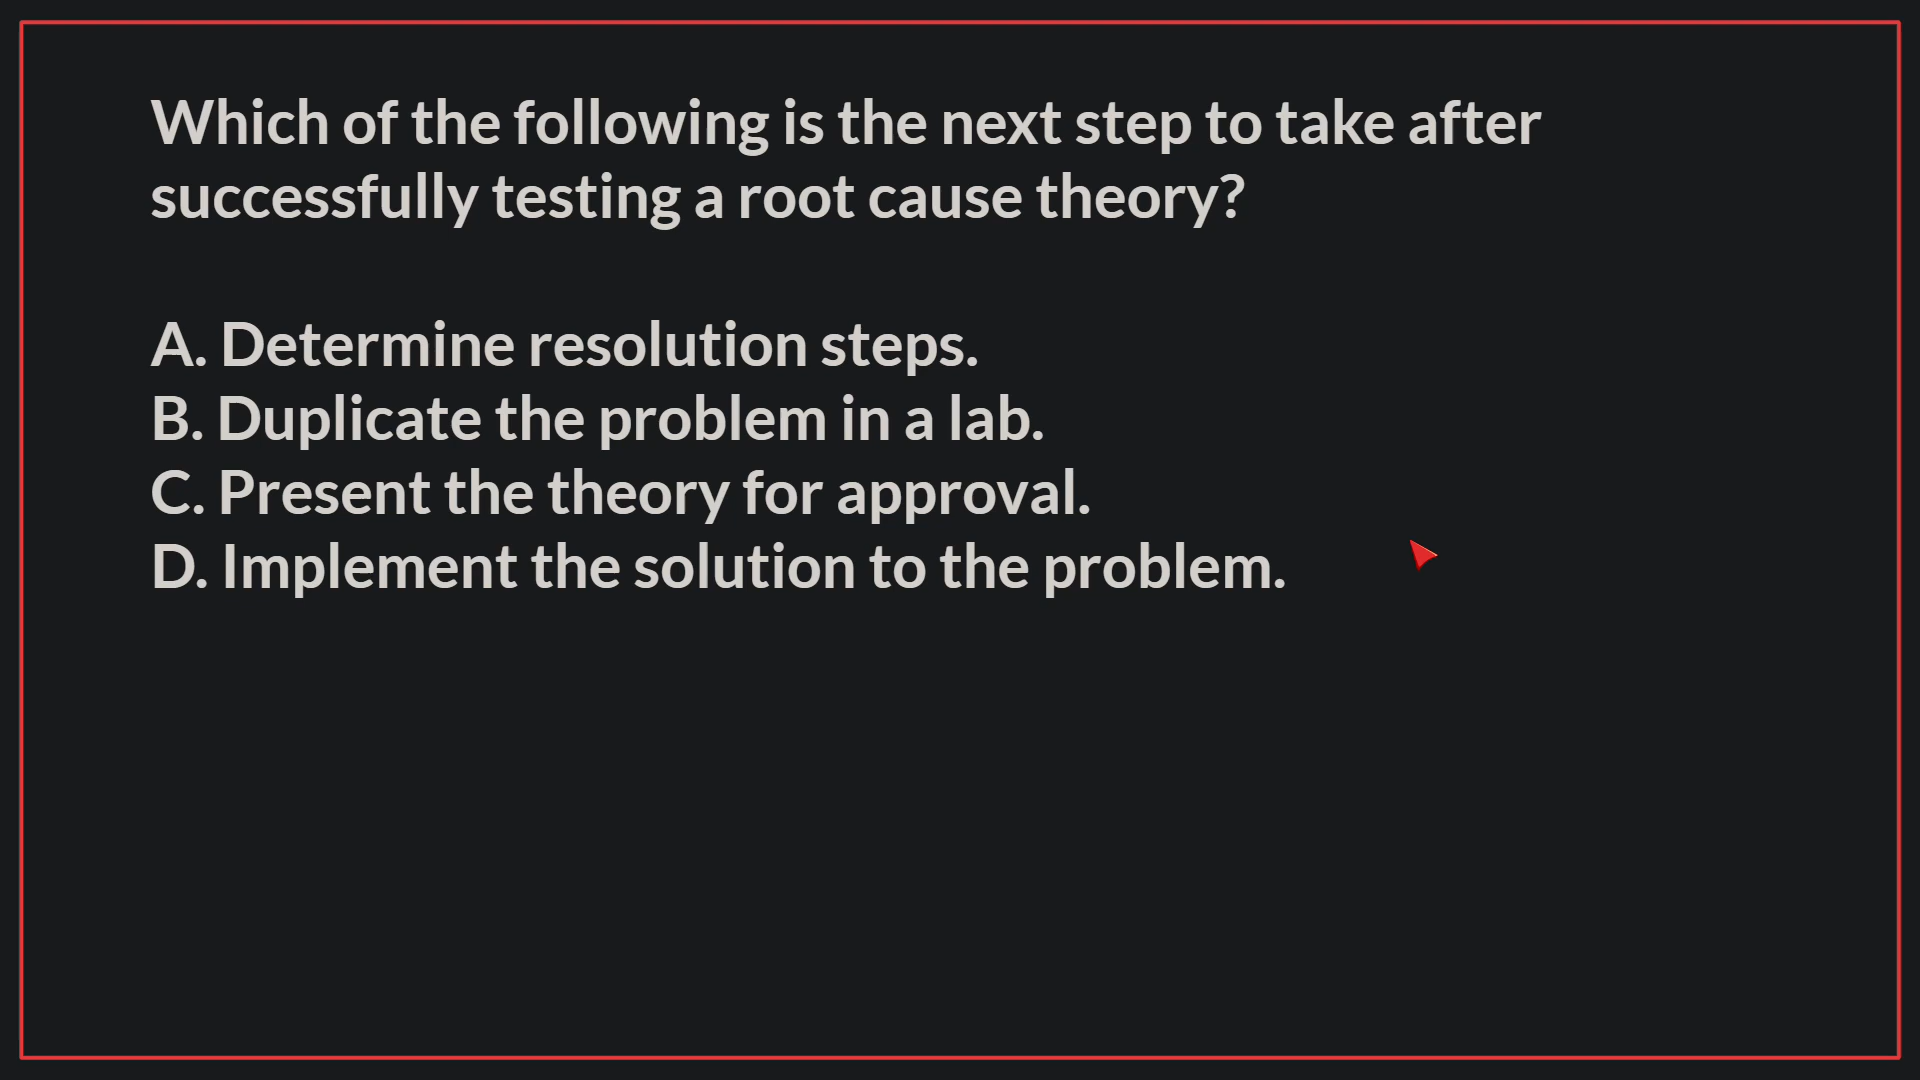 Which of the following is the next step to take after
successfully testing a root cause theory?
A. Determine resolution steps.
B. Duplicate the problem in a lab.
C. Present the theory for approval.
D. Implement the solution to the problem.